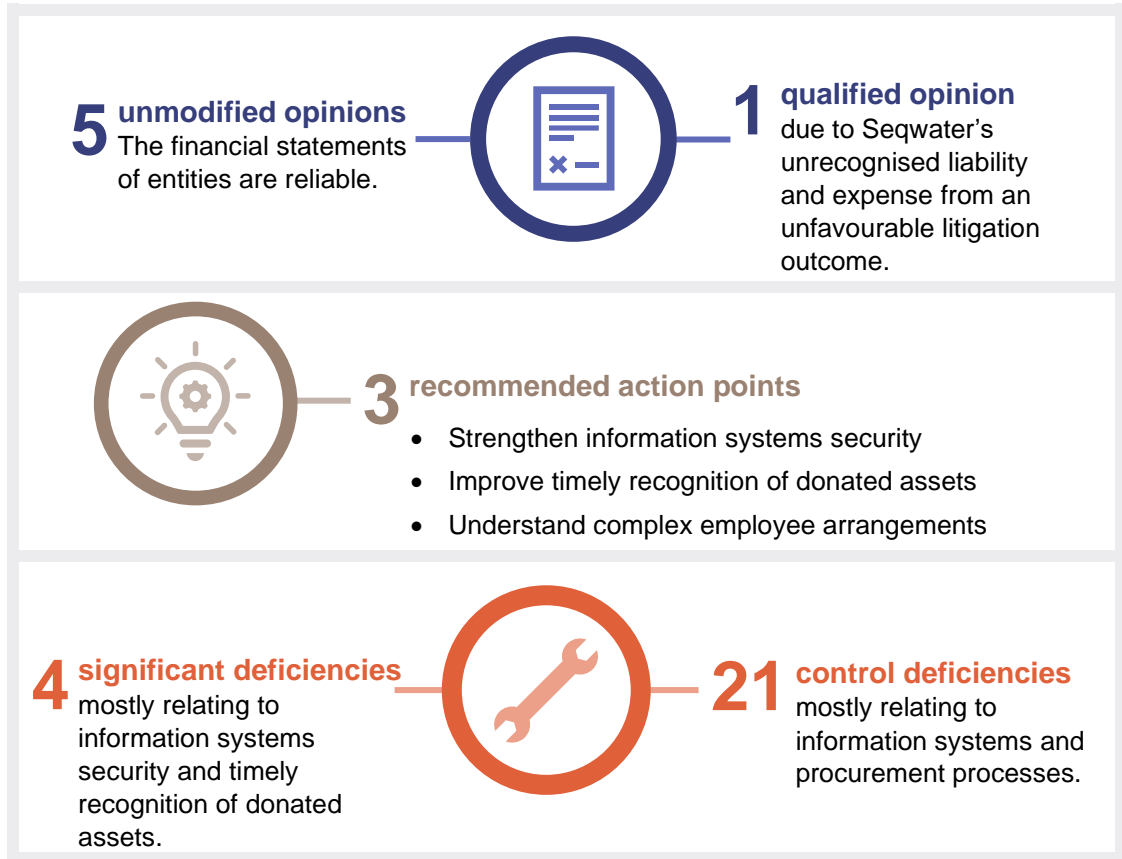 5 unmodified opinions
The financial statements
of entities are reliable.
1 qualified opinion
due to Seqwater’s
unrecognised liability
and expense from an
unfavourable litigation
outcome.
3 recommended action points
• Strengthen information systems security
• Improve timely recognition of donated assets
• Understand complex employee arrangements
4 significant deficiencies
mostly relating to
information systems
security and timely
recognition of donated
assets.
21 control deficiencies
mostly relating to
information systems and
procurement processes.